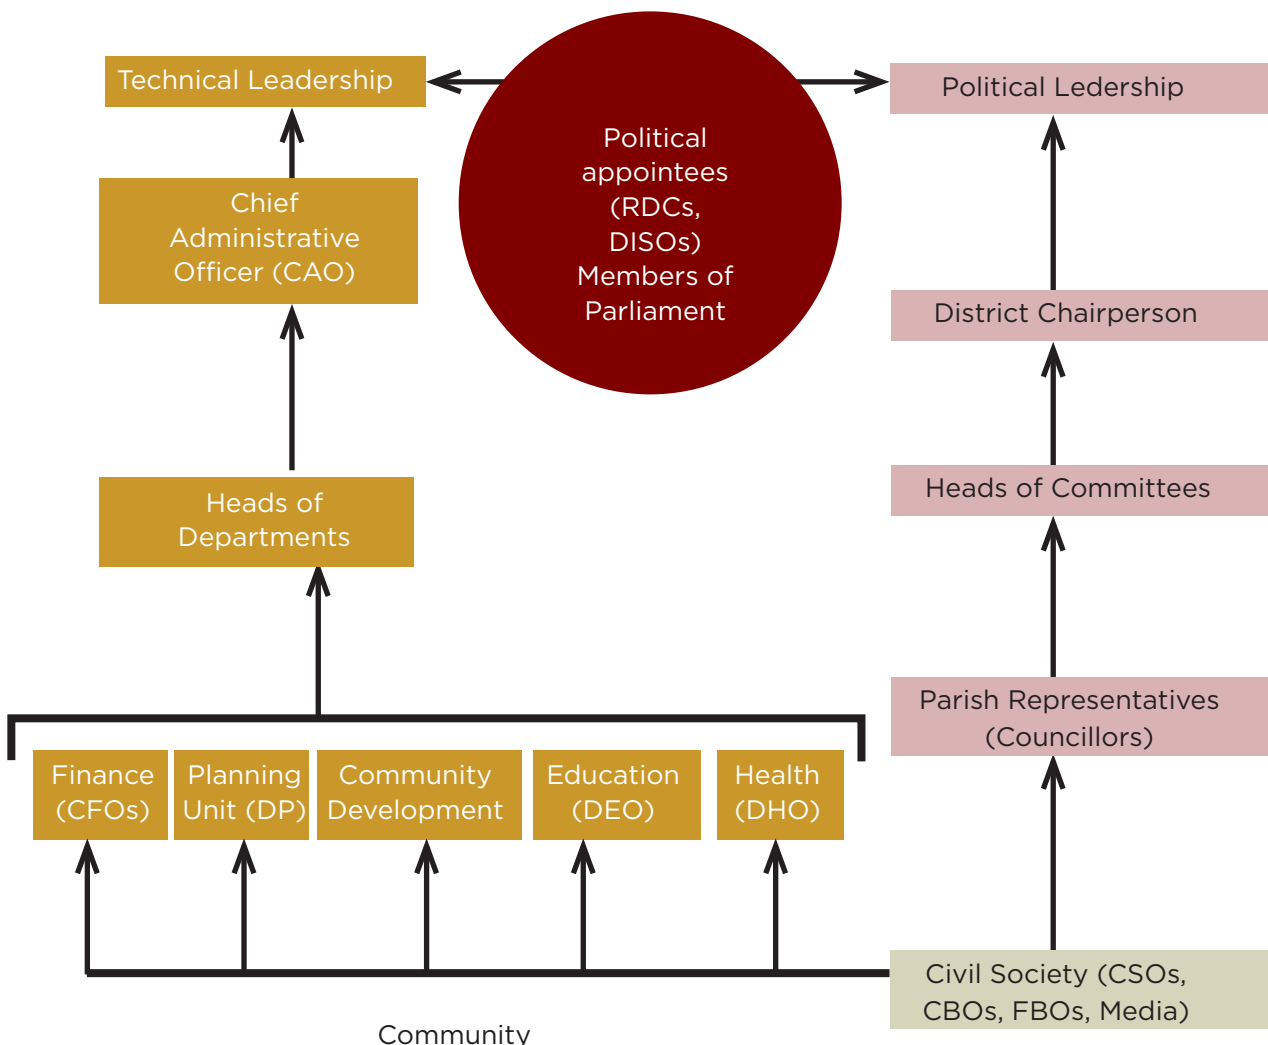 Technical Leadership
Political
appointees
(RDCs,
DISOs)
Members of
Parliament
Political Ledership
Chief
Administrative
Officer (CAO)
District Chairperson
Heads of
Departments
Heads of Committees
Parish Representatives
(Councillors)
Finance
(CFOs)
Planning
Unit (DP)
Community
Development
Education
(DEO)
Health
(DHO)
Civil Society (CSOs,
CBOs, FBOs, Media)
Community